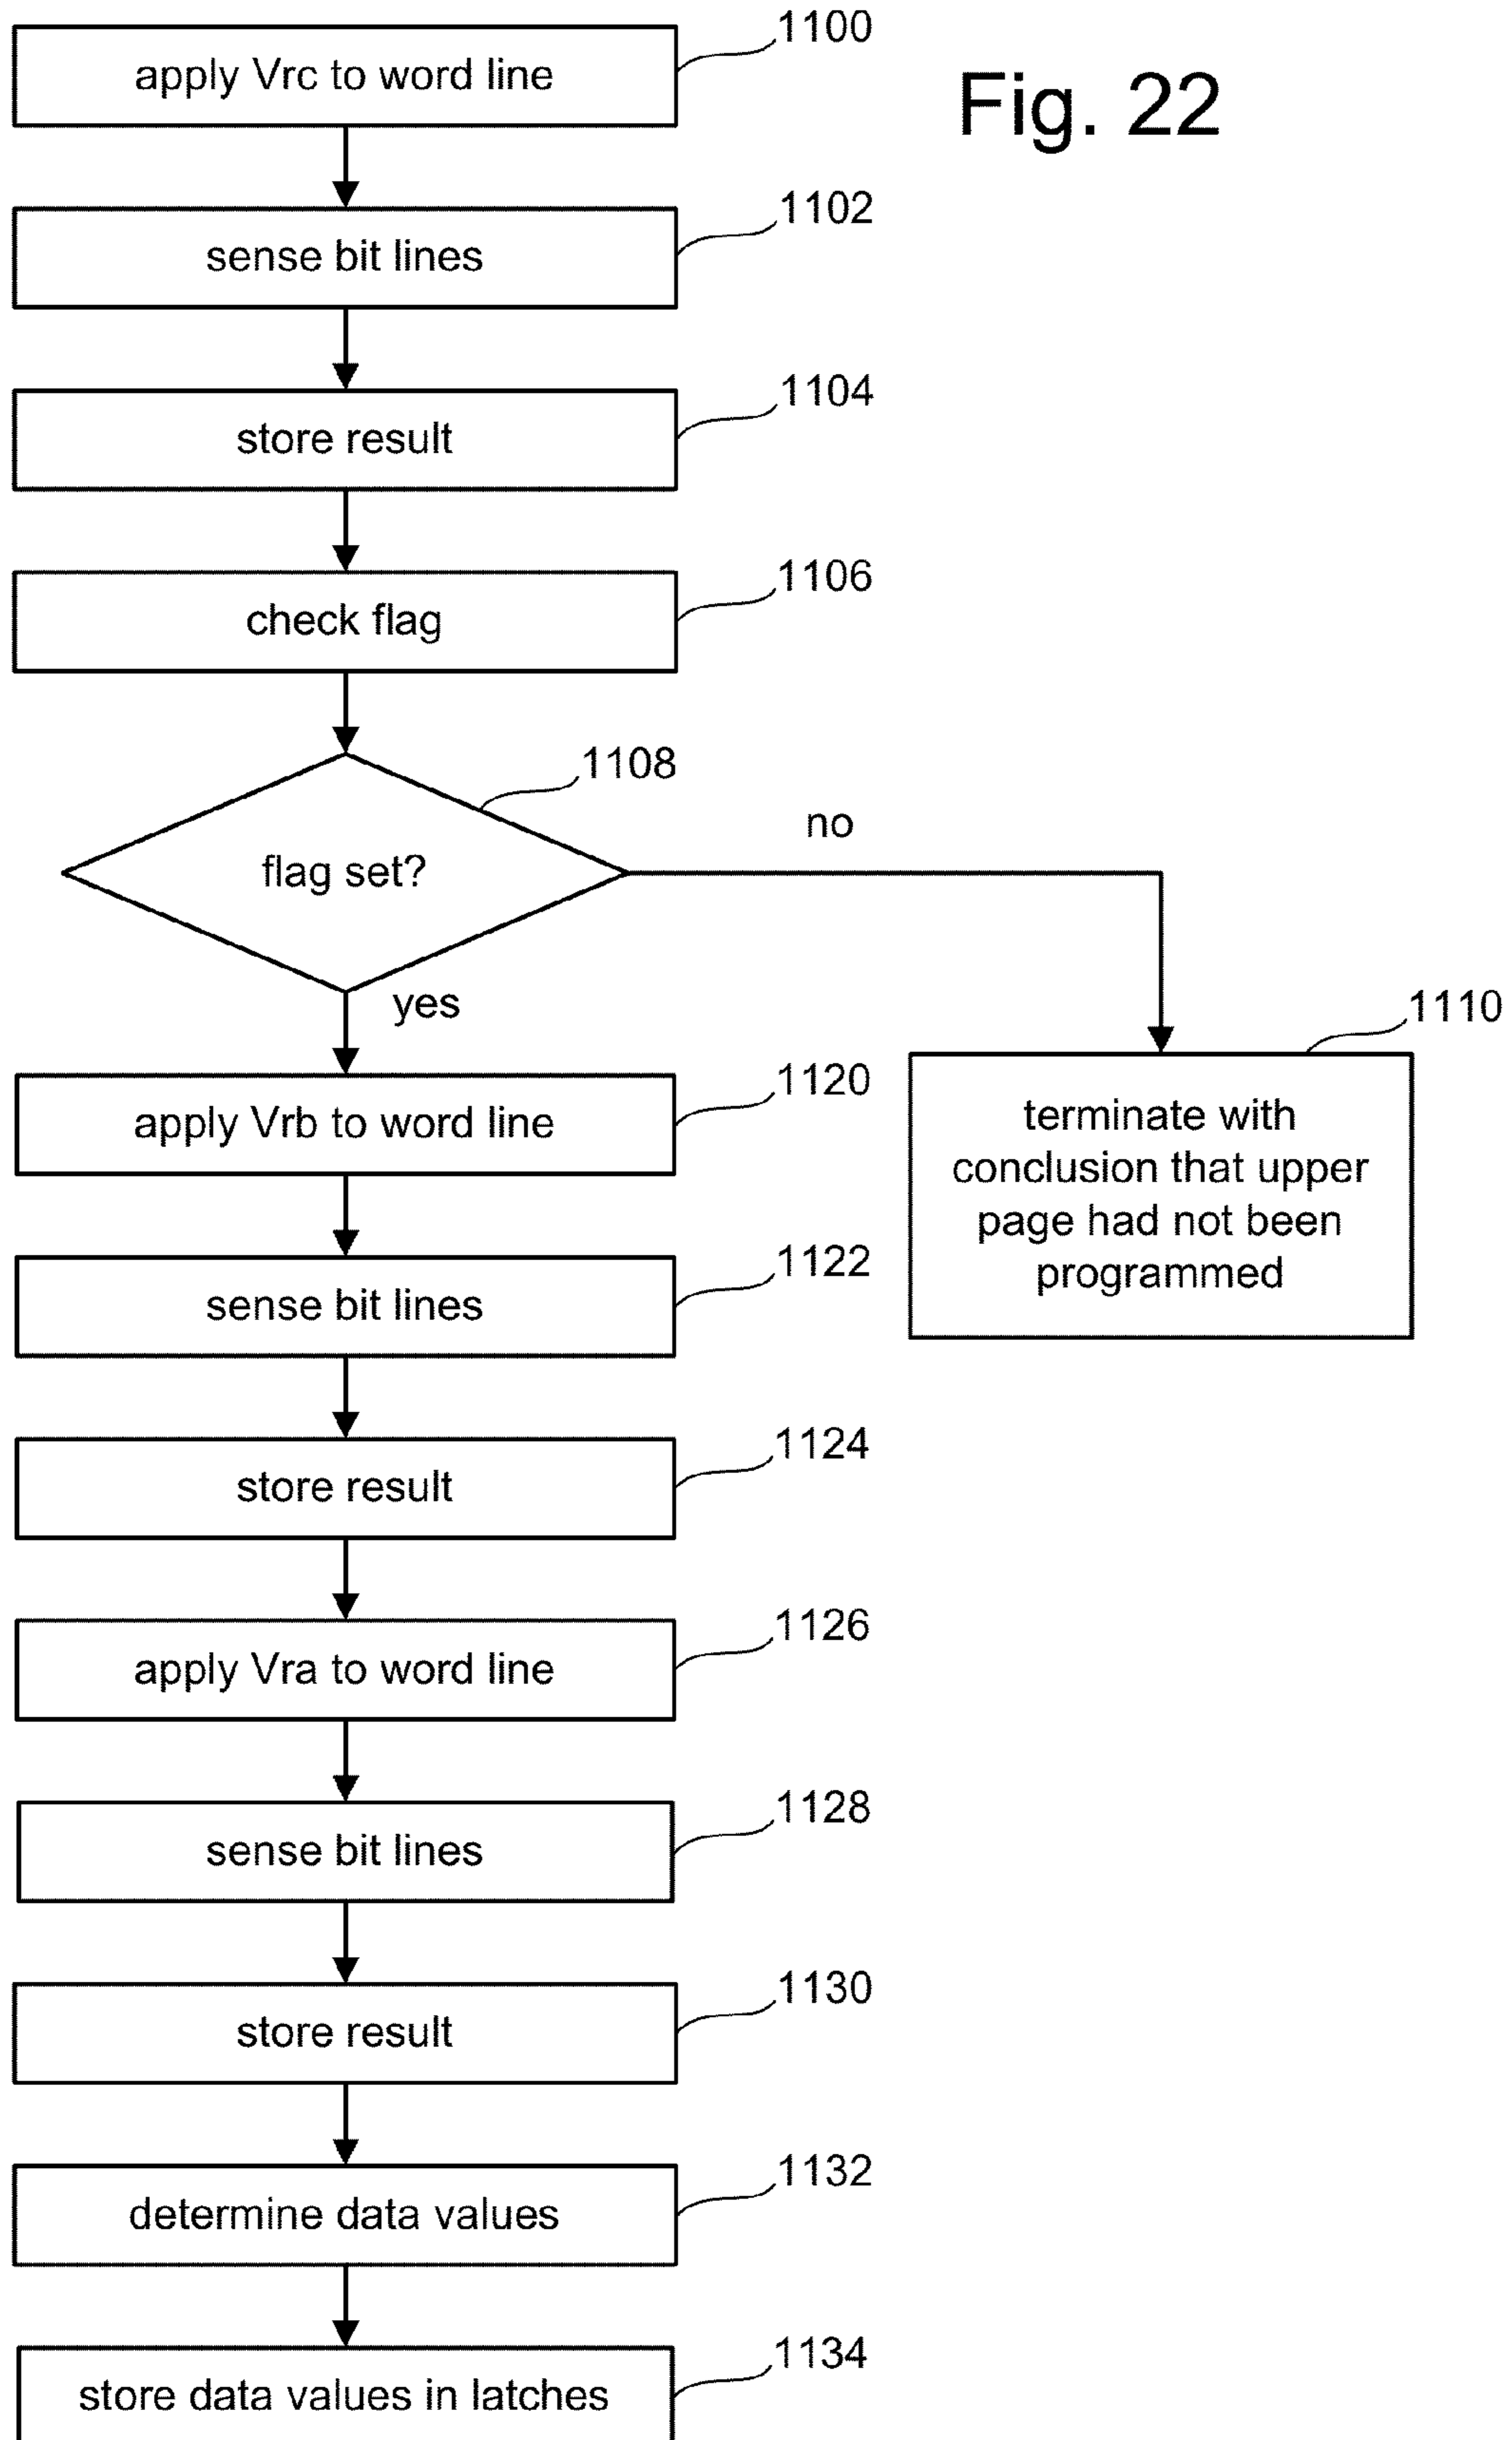 1100
apply Vrc to word line
Fig. 22
1102
sense bit lines
1104
store result
1106
check flag
1108
flag set?
no
yes
1110
terminate with
conclusion that upper
page had not been
programmed
1120
apply Vrb to word line
1122
sense bit lines
1124
store result
1126
apply Vra to word line
1128
sense bit lines
1130
store result
1132
determine data values
1134
store data values in latches